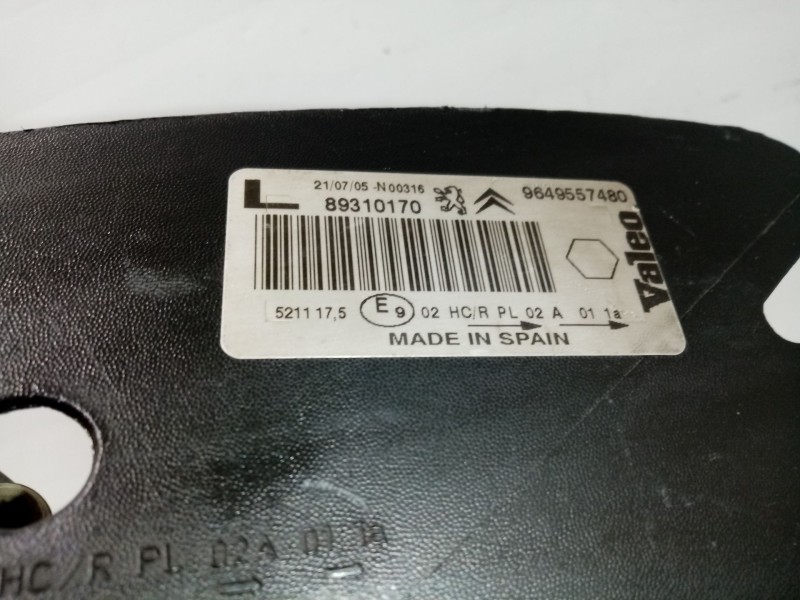 L 21/07/05 -N00316
89310170 9649557480
Valeo
5211 17,5 E9 02 HC/R PL 02 A 01 1a
MADE IN SPAIN
HC/R PL 02A 01 1a